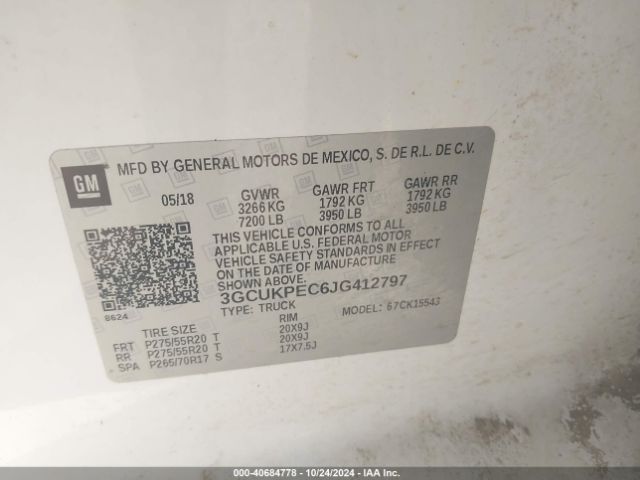 GM
MFD BY GENERAL MOTORS DE MEXICO, S. DE R.L. DE C.V.
05/18 GVWR GAWR FRT GAWR RR
3266 KG 1792 KG 1792 KG
7200 LB 3950 LB 3950 LB
THIS VEHICLE CONFORMS TO ALL
APPLICABLE U.S. FEDERAL MOTOR
VEHICLE SAFETY STANDARDS IN EFFECT
ON THE DATE OF MANUFACTURE
SHOWN ABOVE.
3GCUKPEC6JG412797
8624
TYPE: TRUCK MODEL: 67CK15543
TIRE SIZE RIM
FRT P275/55R20 T 20X9J
RR P275/55R20 T 20X9J
SPA P265/70R17 S 17X7.5J
000-40684778 - 10/24/2024 - IAA Inc.